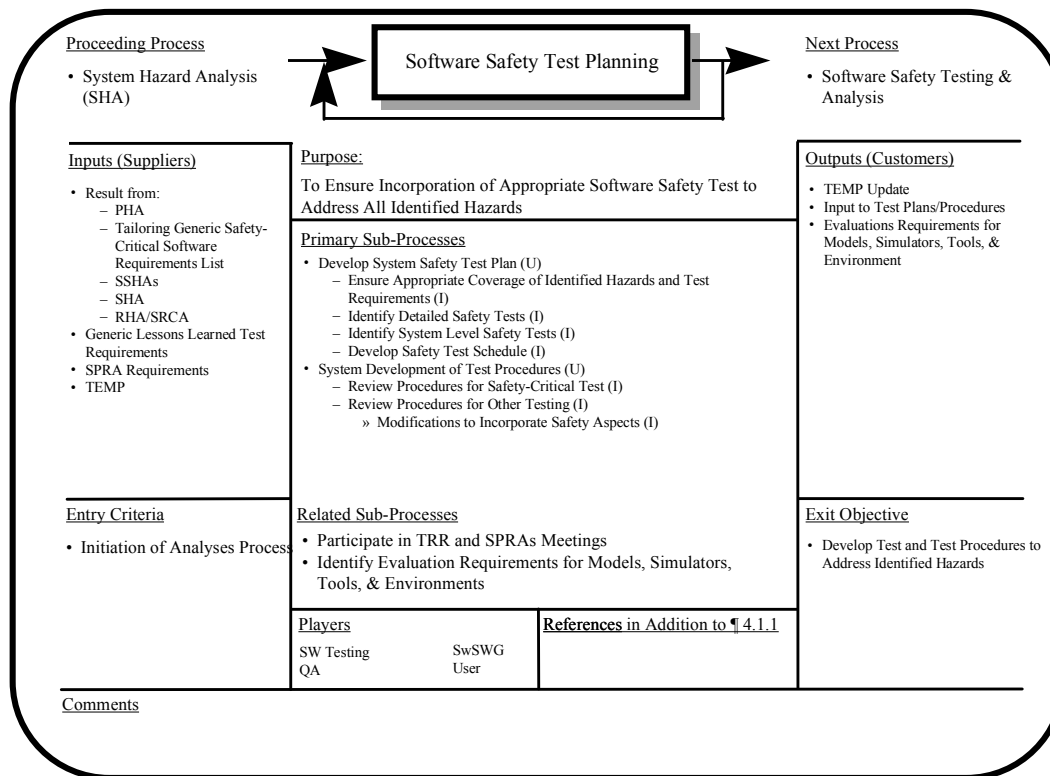 Proceeding Process
• System Hazard Analysis
(SHA)
Software Safety Test Planning
Next Process
• Software Safety Testing &
Analysis
Inputs (Suppliers)
• Result from:
– PHA
– Tailoring Generic Safety-
Critical Software
Requirements List
– SSHAs
– SHA
– RHA/SRCA
• Generic Lessons Learned Test
Requirements
• SPRA Requirements
• TEMP
Purpose:
To Ensure Incorporation of Appropriate Software Safety Test to
Address All Identified Hazards
Primary Sub-Processes
• Develop System Safety Test Plan (U)
– Ensure Appropriate Coverage of Identified Hazards and Test
Requirements (I)
– Identify Detailed Safety Tests (I)
– Identify System Level Safety Tests (I)
– Develop Safety Test Schedule (I)
• System Development of Test Procedures (U)
– Review Procedures for Safety-Critical Test (I)
– Review Procedures for Other Testing (I)
» Modifications to Incorporate Safety Aspects (I)
Outputs (Customers)
• TEMP Update
• Input to Test Plans/Procedures
• Evaluations Requirements for
Models, Simulators, Tools, &
Environment
Entry Criteria
• Initiation of Analyses Process
Related Sub-Processes
• Participate in TRR and SPRAs Meetings
• Identify Evaluation Requirements for Models, Simulators,
Tools, & Environments
Exit Objective
• Develop Test and Test Procedures to
Address Identified Hazards
Players
SW Testing SwSWG
QA User
References in Addition to ¶ 4.1.1
Comments